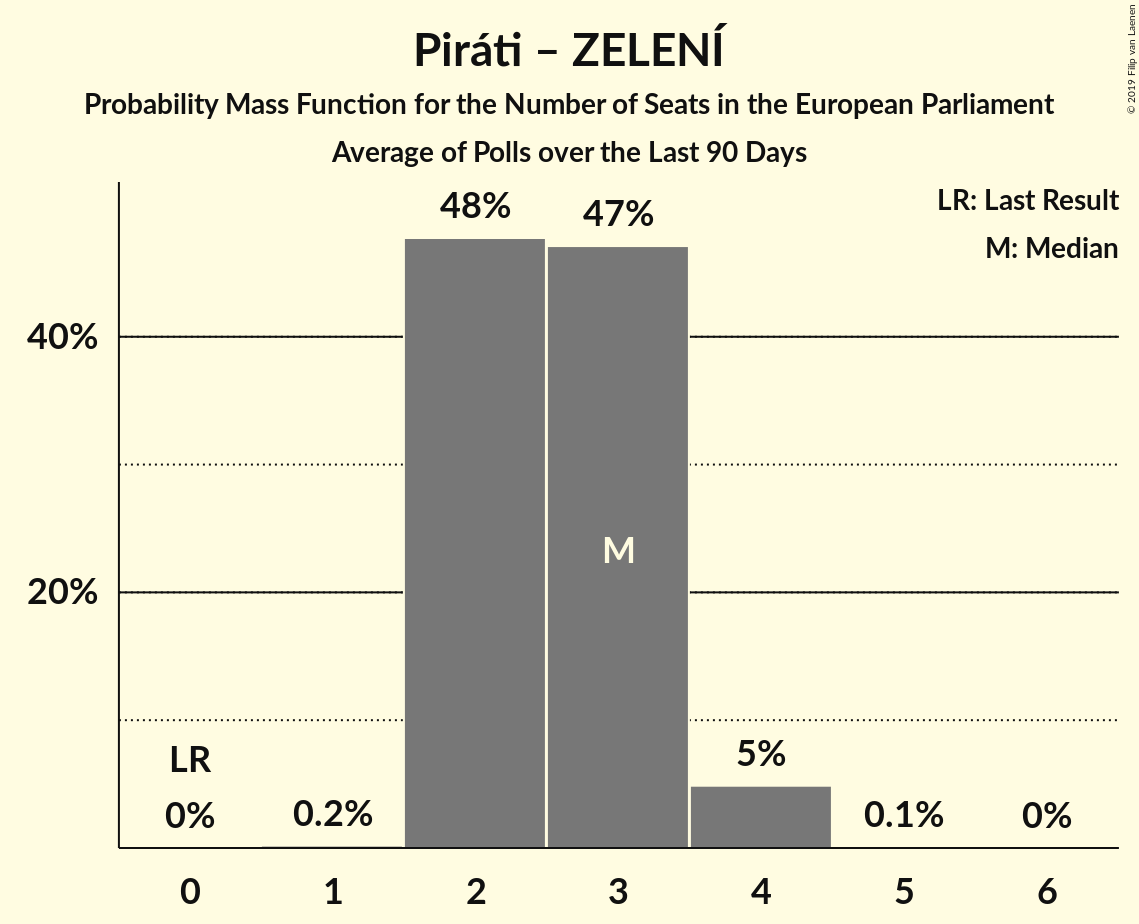 Piráti – ZELENÍ
Probability Mass Function for the Number of Seats in the European Parliament
Average of Polls over the Last 90 Days
© 2019 Filip van Laenen
LR: Last Result
M: Median
48%
47%
40%
M
20%
LR
5%
0%
0.2%
0.1%
0%
0 1 2 3 4 5 6